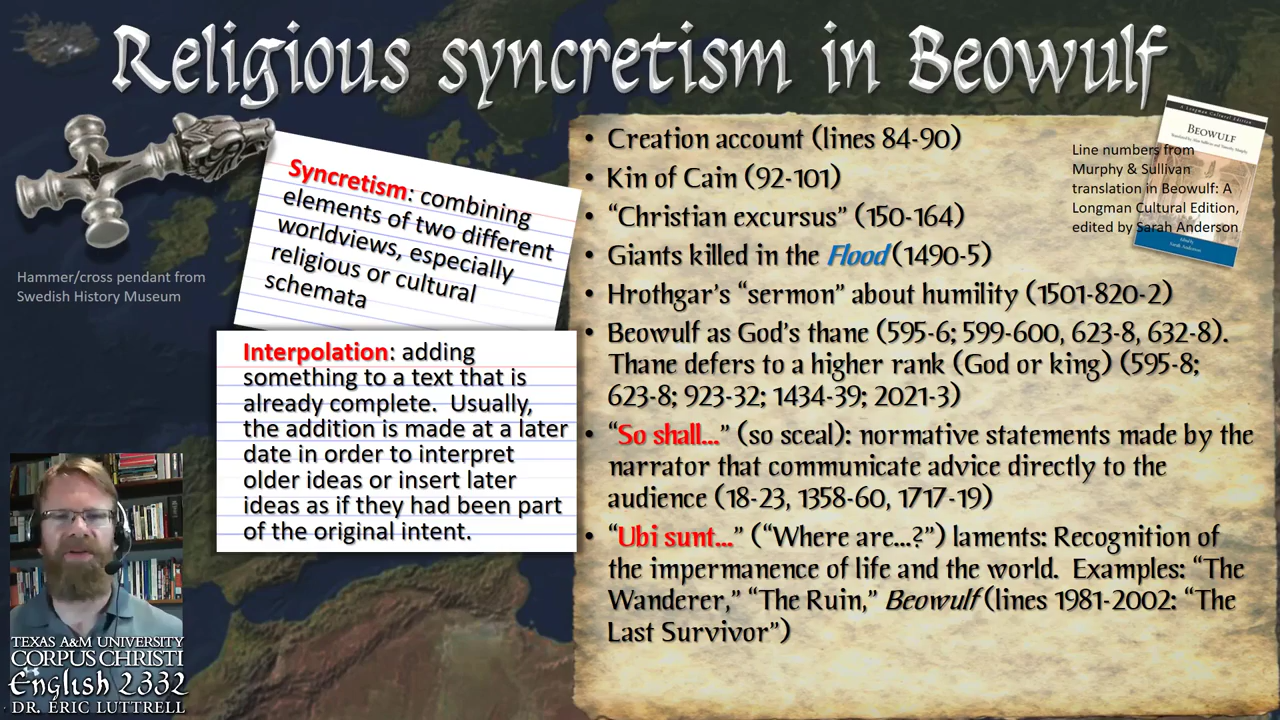 Religious syncretism in Beowulf
Hammer/cross pendant from
Swedish History Museum
Syncretism: combining
elements of two different
worldviews, especially
religious or cultural
schemata
Interpolation: adding
something to a text that is
already complete.  Usually,
the addition is made at a later
date in order to interpret
older ideas or insert later
ideas as if they had been part
of the original intent.
TEXAS A&M UNIVERSITY
CORPUS CHRISTI
English 2332
DR. ERIC LUTTRELL
• Creation account (lines 84-90)
• Kin of Cain (92-101)
• “Christian excursus” (150-164)
• Giants killed in the Flood (1490-5)
• Hrothgar’s “sermon” about humility (1501-820-2)
• Beowulf as God’s thane (595-6; 599-600, 623-8, 632-8).
Thane defers to a higher rank (God or king) (595-8;
623-8; 923-32; 1434-39; 2021-3)
• “So shall...” (so sceal): normative statements made by the
narrator that communicate advice directly to the
audience (18-23, 1358-60, 1717-19)
• “Ubi sunt...” (“Where are...?”) laments: Recognition of
the impermanence of life and the world.  Examples: “The
Wanderer,” “The Ruin,” Beowulf (lines 1981-2002: “The
Last Survivor”)
Line numbers from
Murphy & Sullivan
translation in Beowulf: A
Longman Cultural Edition,
edited by Sarah Anderson
A Longman Cultural Edition
BEOWULF